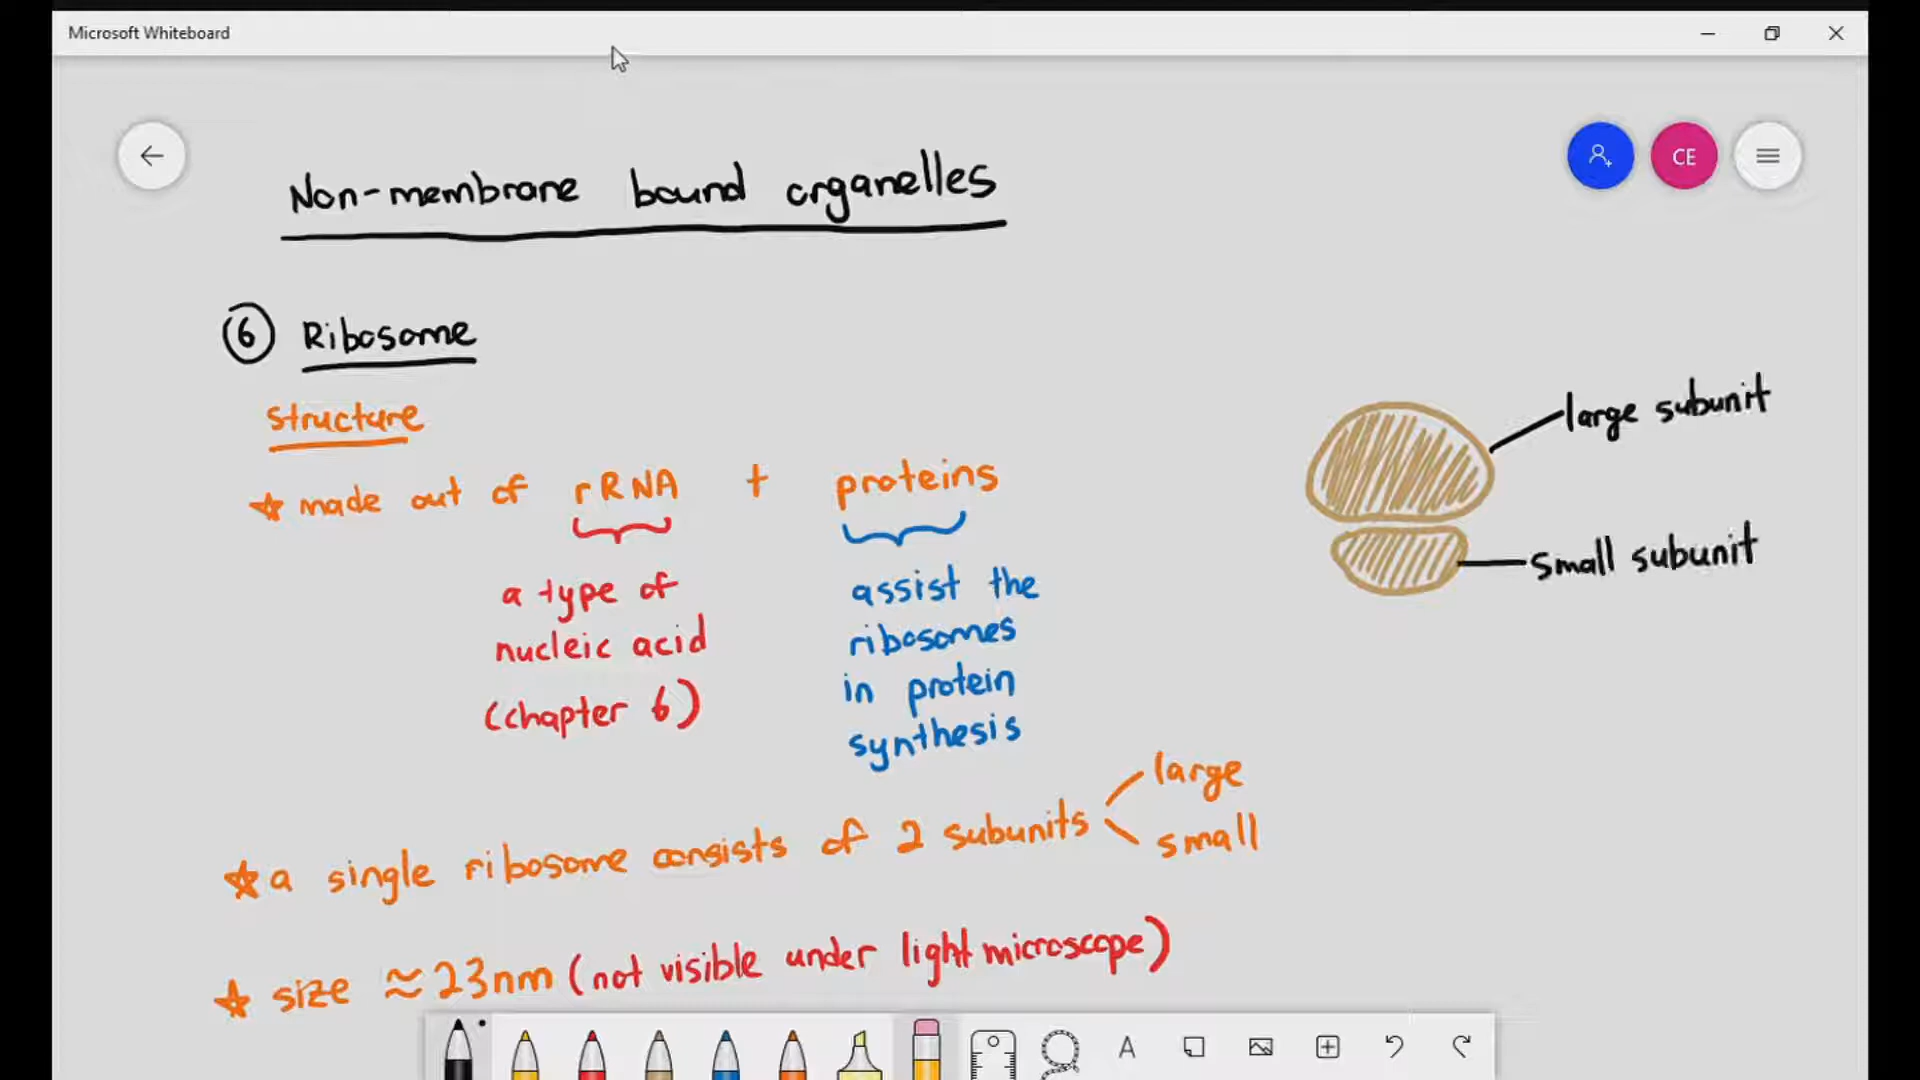 Microsoft Whiteboard
CE
Non-membrane bound organelles
6 Ribosome
structure
large subunit
made out of rRNA + proteins
small subunit
a type of
nucleic acid
(chapter 6)
assist the
ribosomes
in protein
synthesis
a single ribosome consists of 2 subunits
large
small
size ≈ 23nm (not visible under light microscope)
A